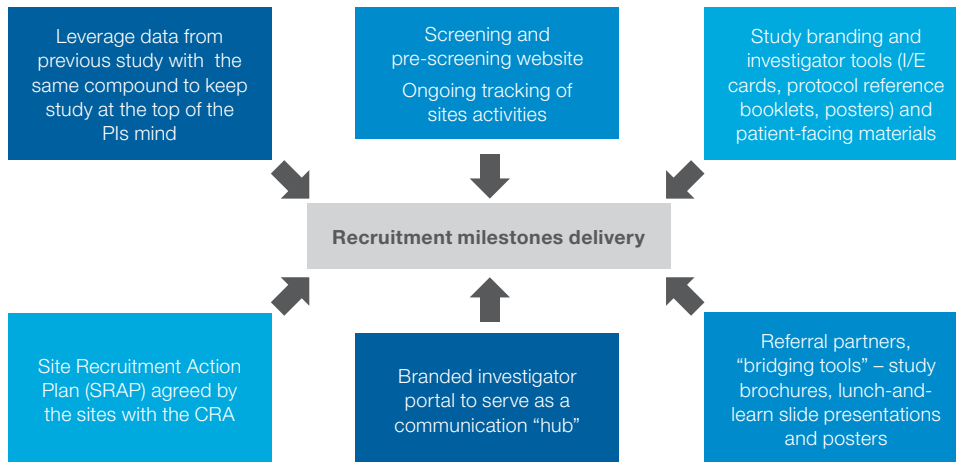 Leverage data from
previous study with the
same compound to keep
study at the top of the
PIs mind
Screening and
pre-screening website
Ongoing tracking of
sites activities
Study branding and
investigator tools (I/E
cards, protocol reference
booklets, posters) and
patient-facing materials
Recruitment milestones delivery
Site Recruitment Action
Plan (SRAP) agreed by
the sites with the CRA
Branded investigator
portal to serve as a
communication “hub”
Referral partners,
“bridging tools” – study
brochures, lunch-and-
learn slide presentations
and posters